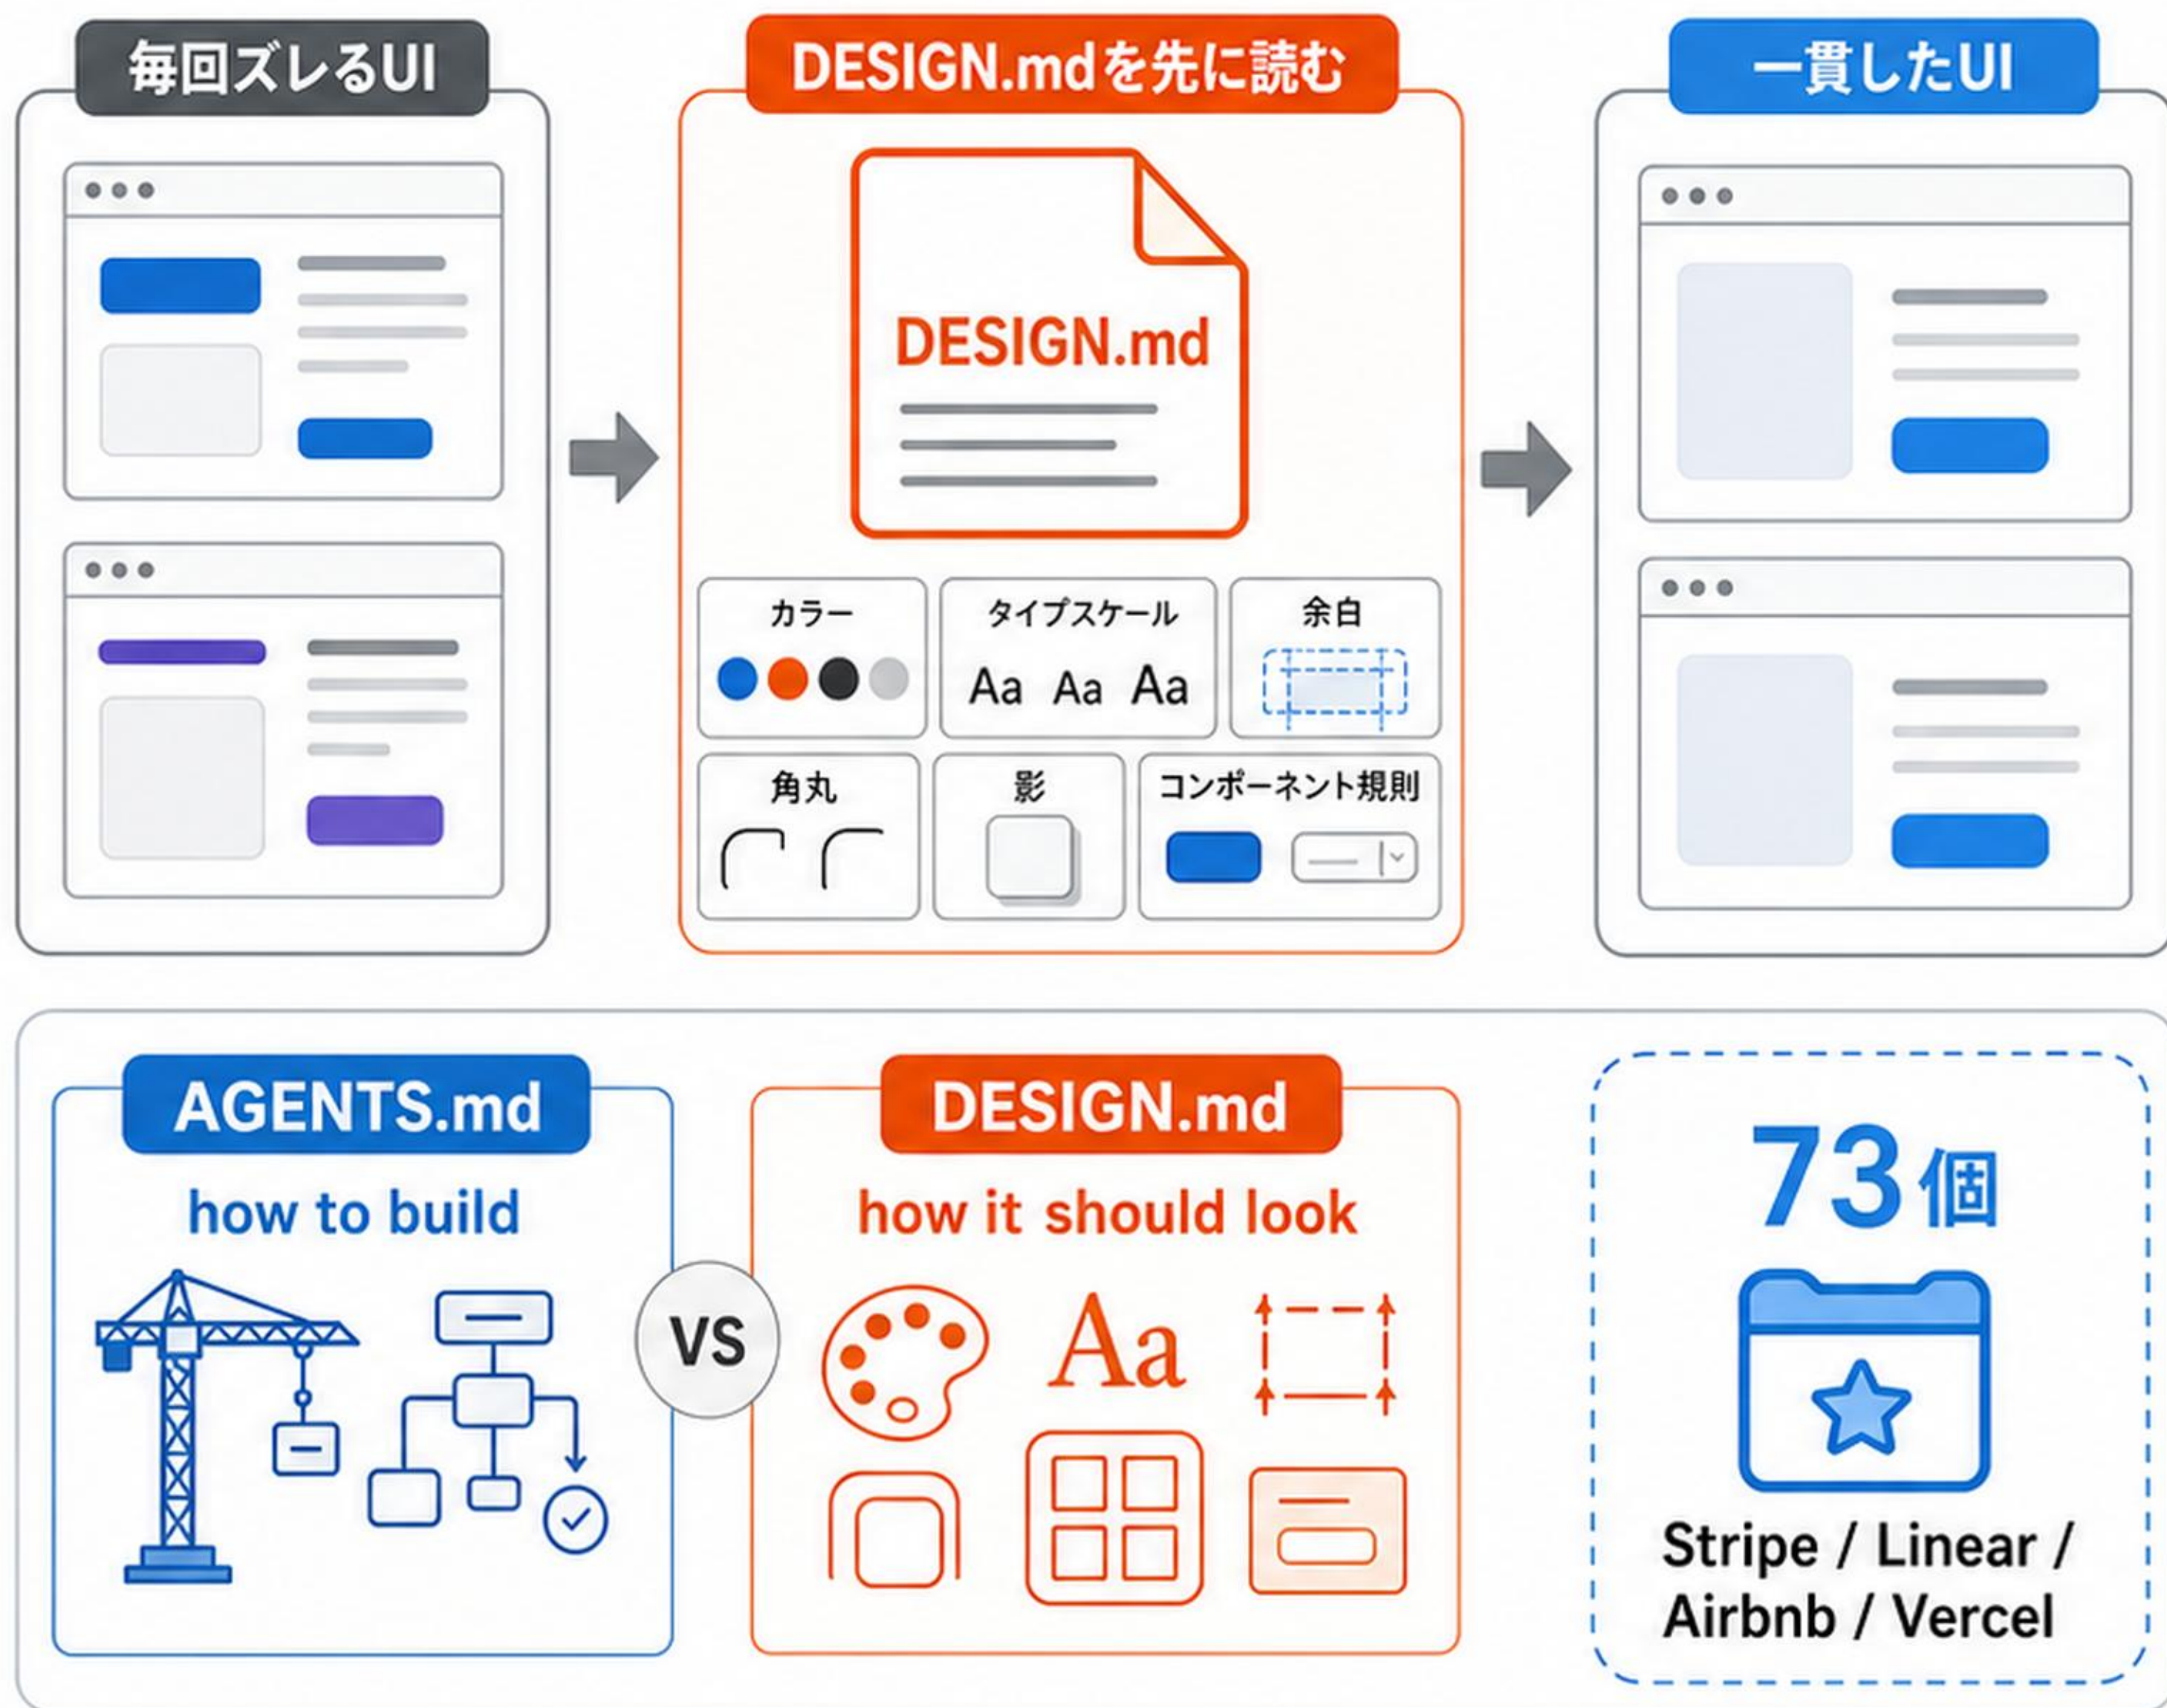 毎回ズレるUI
DESIGN.mdを先に読む
一貫したUI
DESIGN.md
カラー
タイプスケール
余白
Aa Aa Aa
角丸
影
コンポーネント規則
AGENTS.md
how to build
VS
DESIGN.md
how it should look
Aa
73個
Stripe / Linear /
Airbnb / Vercel